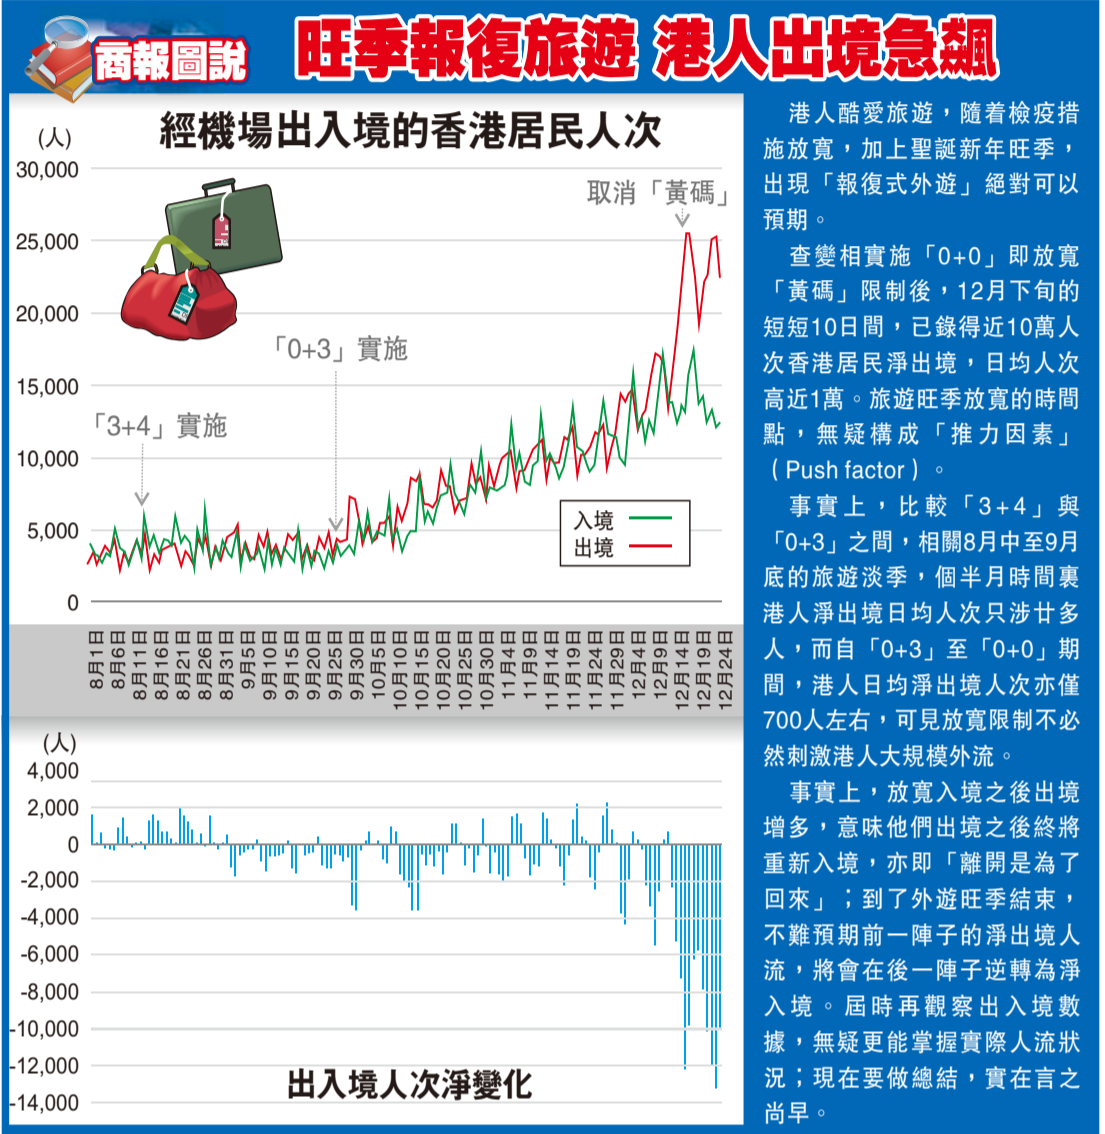 商報圖說
旺季報復旅遊 港人出境急飆
經機場出入境的香港居民人次
(人)
30,000
25,000
20,000
15,000
10,000
5,000
0
取消「黃碼」
「0+3」實施
「3+4」實施
入境
出境
8月1日
8月6日
8月11日
8月16日
8月21日
8月26日
8月31日
9月5日
9月10日
9月15日
9月20日
9月25日
9月30日
10月5日
10月10日
10月15日
10月20日
10月25日
10月30日
11月4日
11月9日
11月14日
11月19日
11月24日
11月29日
12月4日
12月9日
12月14日
12月19日
12月24日
(人)
4,000
2,000
0
-2,000
-4,000
-6,000
-8,000
-10,000
-12,000
-14,000
出入境人次淨變化
港人酷愛旅遊，隨着檢疫措
施放寬，加上聖誕新年旺季，
出現「報復式外遊」絕對可以
預期。
查變相實施「0+0」即放寬
「黃碼」限制後，12月下旬的
短短10日間，已錄得近10萬人
次香港居民淨出境，日均人次
高近1萬。旅遊旺季放寬的時間
點，無疑構成「推力因素」
（Push factor）。
事實上，比較「3+4」與
「0+3」之間，相關8月中至9月
底的旅遊淡季，個半月時間裏
港人淨出境日均人次只涉廿多
人，而自「0+3」至「0+0」期
間，港人日均淨出境人次亦僅
700人左右，可見放寬限制不必
然刺激港人大規模外流。
事實上，放寬入境之後出境
增多，意味他們出境之後終將
重新入境，亦即「離開是為了
回來」；到了外遊旺季結束，
不難預期前一陣子的淨出境人
流，將會在後一陣子逆轉為淨
入境。屆時再觀察出入境數
據，無疑更能掌握實際人流狀
況；現在要做總結，實在言之
尚早。